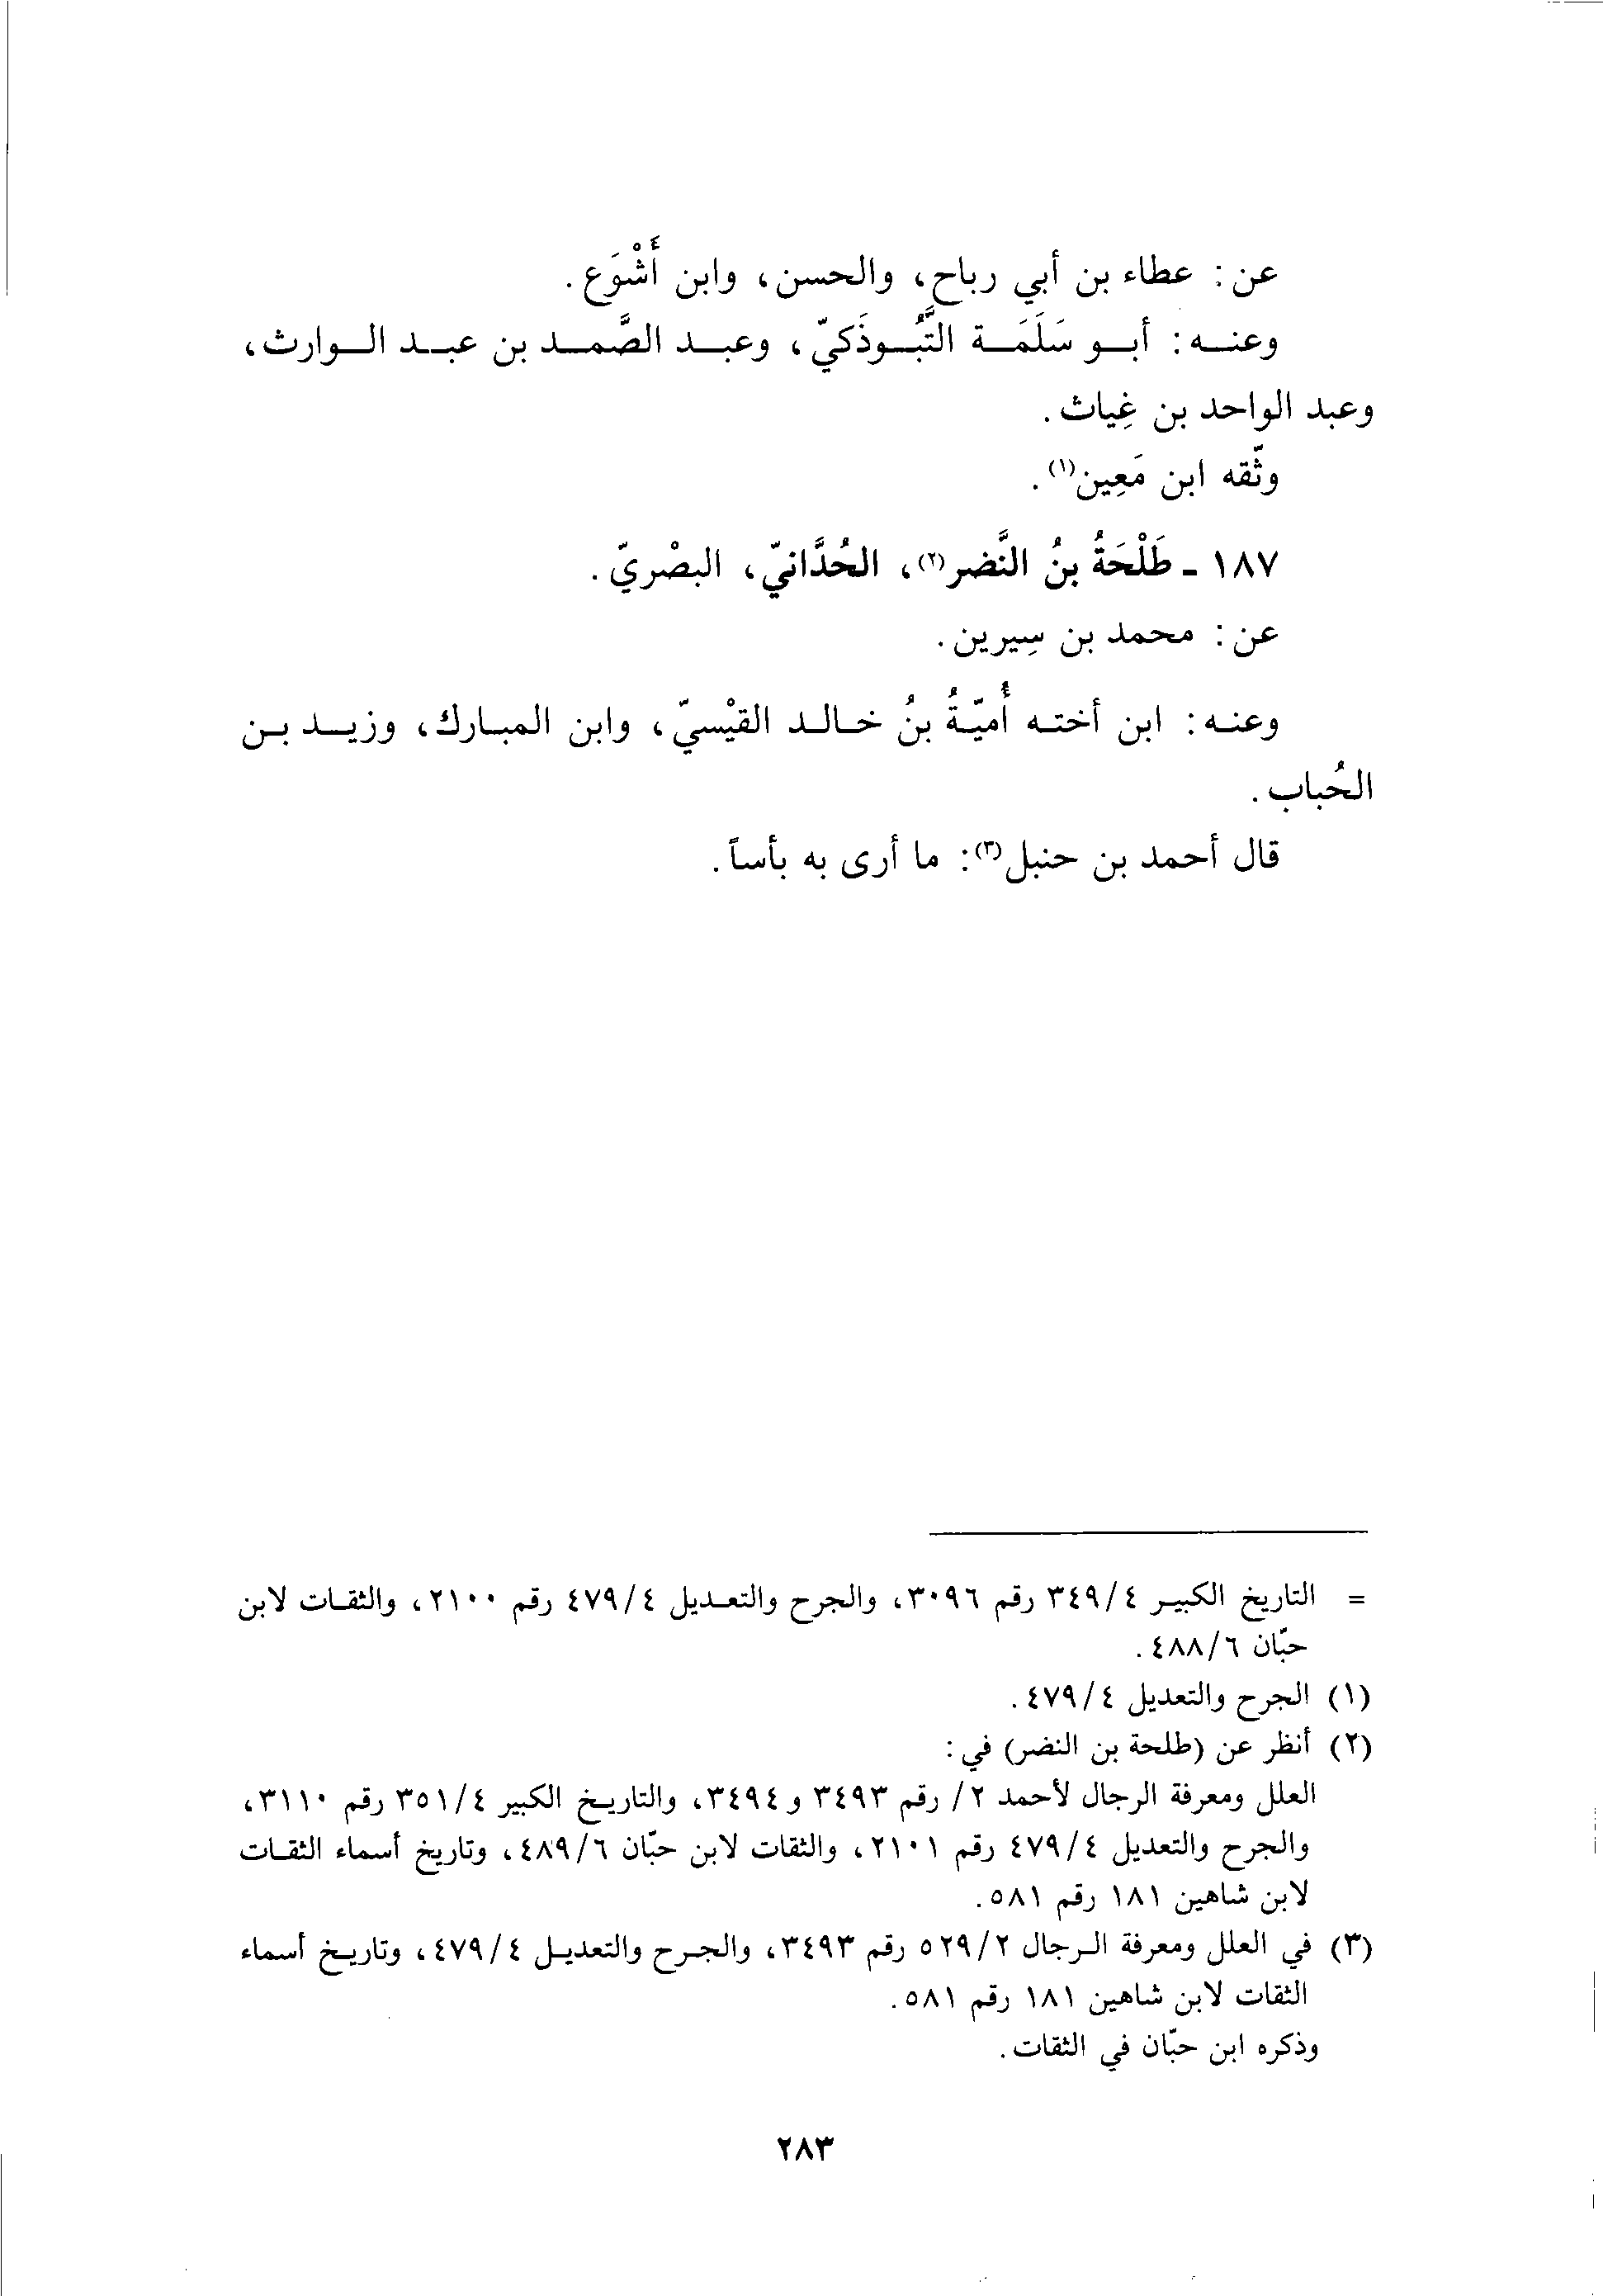 عن : عطاء بن أبي رباح، والحسن، وابن أَشْوَع.
وعنه : أبو سَلَمَة التَّبُوذَكيّ، وعبد الصَّمد بن عبد الوارث،
وعبد الواحد بن غِياث.
وثّقه ابن مَعِين(١).
١٨٧ ـ طَلْحَةُ بنُ النَّضر(٢)، الحُدَّانيّ، البصْريّ.
عن : محمد بن سِيرين.
وعنه : ابن أخته أُميّةُ بنُ خالد القيْسيّ، وابن المبارك، وزيد بن
الحُباب.
قال أحمد بن حنبل(٣): ما أرى به بأساً.
= التاريخ الكبير ٤/٣٤٩ رقم ٣٠٩٦، والجرح والتعديل ٤/٤٧٩ رقم ٢١٠٠، والثقات لابن
حبّان ٦/٤٨٨.
(١) الجرح والتعديل ٤/٤٧٩.
(٢) أنظر عن (طلحة بن النضر) في :
العلل ومعرفة الرجال لأحمد ٢/ رقم ٣٤٩٣ و ٣٤٩٤، والتاريخ الكبير ٤/٣٥١ رقم ٣١١٠،
والجرح والتعديل ٤/٤٧٩ رقم ٢١٠١، والثقات لابن حبّان ٦/٤٨٩، وتاريخ أسماء الثقات
لابن شاهين ١٨١ رقم ٥٨١.
(٣) في العلل ومعرفة الرجال ٢/٥٢٩ رقم ٣٤٩٣، والجرح والتعديل ٤/٤٧٩، وتاريخ أسماء
الثقات لابن شاهين ١٨١ رقم ٥٨١.
وذكره ابن حبّان في الثقات.
٢٨٣